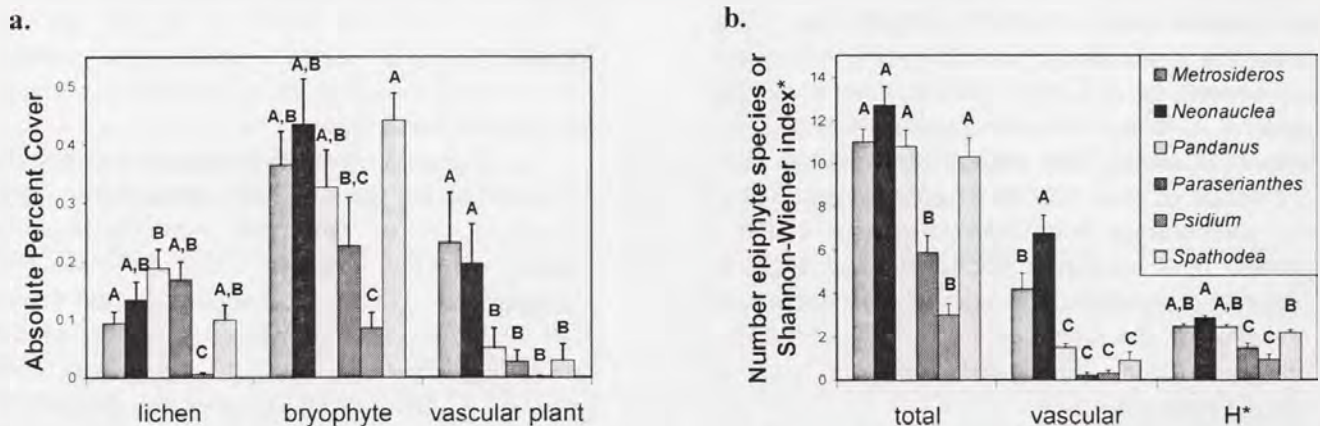 a.
Absolute Percent Cover
0.5
0.4
0.3
0.2
0.1
0
A
A,B
B
A,B
C
A,B
A,B
A,B
A,B
B,C
C
A
A
A
B
B
B
B
lichen
bryophyte
vascular plant
b.
Number epiphyte species or
Shannon-Wiener index*
14
12
10
8
6
4
2
0
A
A
A
B
B
A
B
A
C
C
C
C
A,B
A
A,B
C
C
B
total
vascular
H*
Metrosideros
Neonauclea
Pandanus
Paraserianthes
Psidium
Spathodea